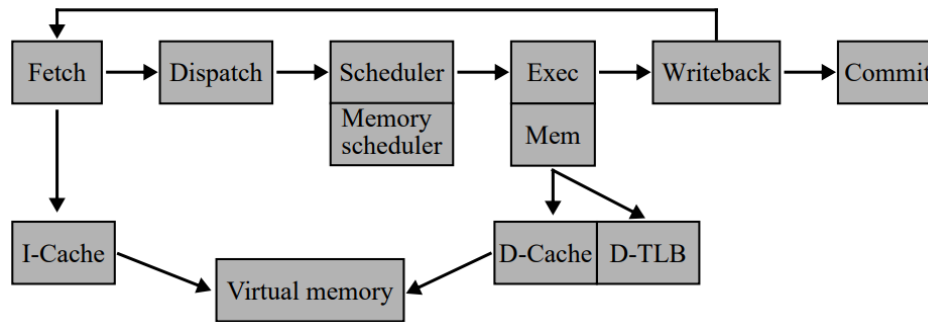 Fetch
Dispatch
Scheduler
Exec
Writeback
Commit
Memory
scheduler
Mem
I-Cache
D-Cache
D-TLB
Virtual memory